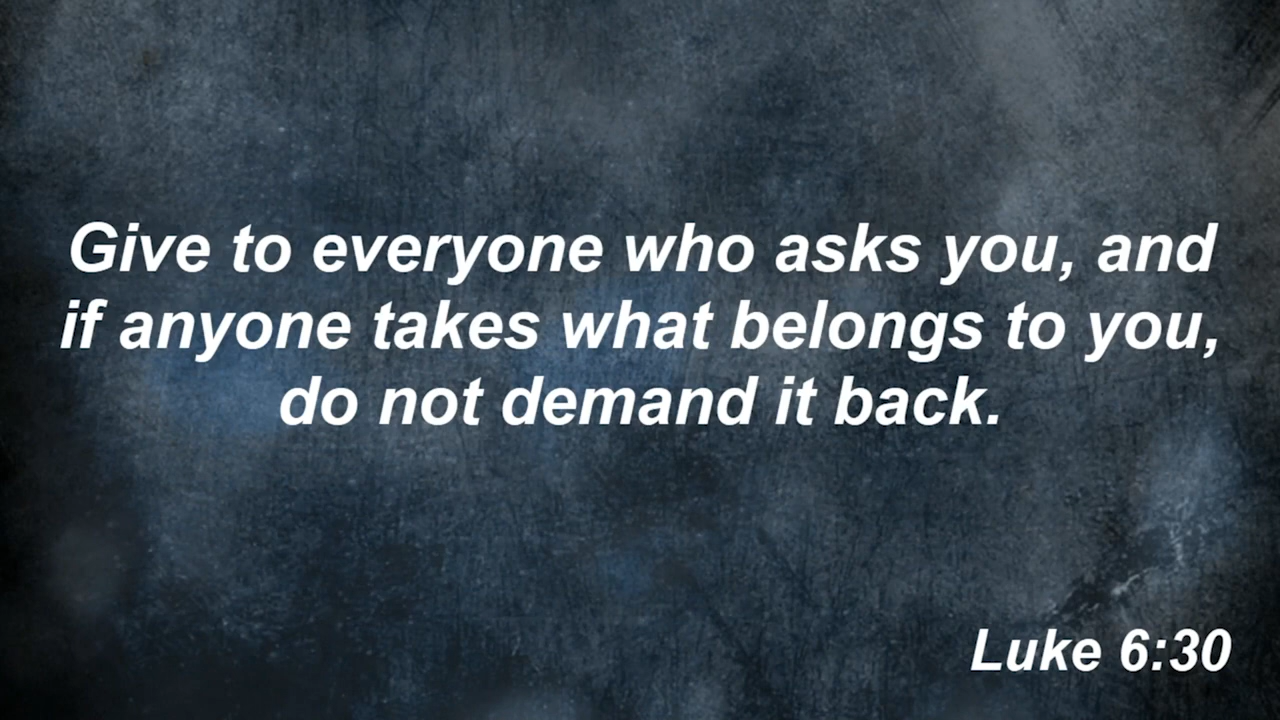 Give to everyone who asks you, and
if anyone takes what belongs to you,
do not demand it back.
Luke 6:30